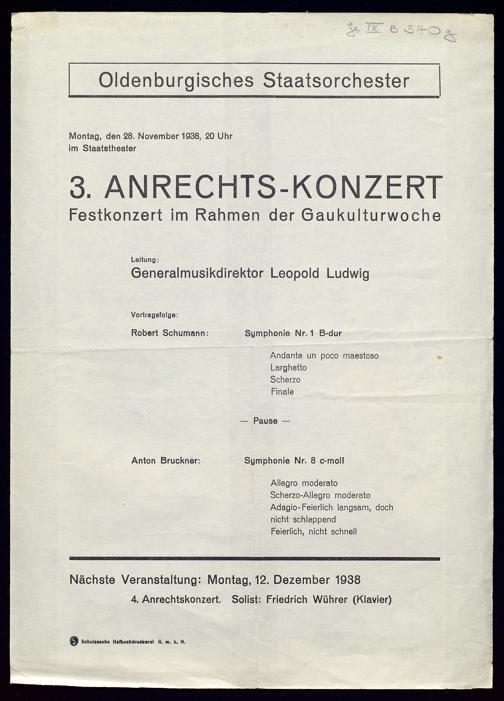 IX B 540g
Oldenburgisches Staatsorchester
Montag, den 28. November 1938, 20 Uhr
im Staatstheater
3. ANRECHTS-KONZERT
Festkonzert im Rahmen der Gaukulturwoche
Leitung:
Generalmusikdirektor Leopold Ludwig
Vortragsfolge:
Robert Schumann: Symphonie Nr. 1 B-dur
Andante un poco maestoso
Larghetto
Scherzo
Finale
— Pause —
Anton Bruckner: Symphonie Nr. 8 c-moll
Allegro moderato
Scherzo-Allegro moderato
Adagio-Feierlich langsam, doch
nicht schleppend
Feierlich, nicht schnell
Nächste Veranstaltung: Montag, 12. Dezember 1938
4. Anrechtskonzert. Solist: Friedrich Wührer (Klavier)
Schulzesche Hofbuchdruckerei G. m. b. H.